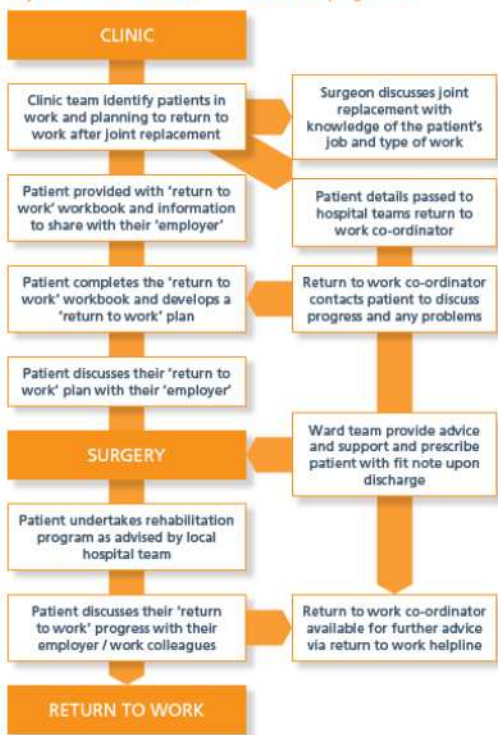 CLINIC
Clinic team identify patients in
work and planning to return to
work after joint replacement
Surgeon discusses joint
replacement with
knowledge of the patient's
job and type of work
Patient provided with 'return to
work' workbook and information
to share with their 'employer'
Patient details passed to
hospital teams return to
work co-ordinator
Patient completes the 'return to
work' workbook and develops a
'return to work' plan
Return to work co-ordinator
contacts patient to discuss
progress and any problems
Patient discusses their 'return to
work' plan with their 'employer'
SURGERY
Ward team provide advice
and support and prescribe
patient with fit note upon
discharge
Patient undertakes rehabilitation
program as advised by local
hospital team
Patient discusses their 'return
to work' progress with their
employer / work colleagues
Return to work co-ordinator
available for further advice
via return to work helpline
RETURN TO WORK